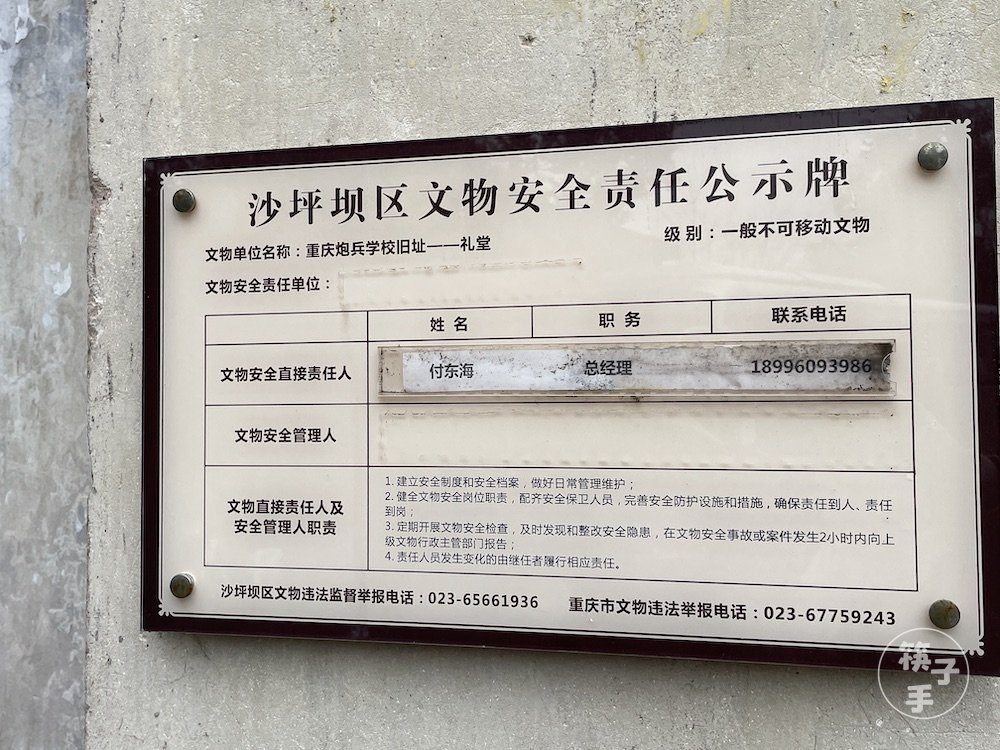 沙坪坝区文物安全责任公示牌
文物单位名称：重庆炮兵学校旧址——礼堂
级 别：一般不可移动文物
文物安全责任单位：
姓 名 职 务 联系电话
文物安全直接责任人 付东海 总经理 18996093986
文物安全管理人
文物直接责任人及
安全管理人职责
1. 建立安全制度和安全档案，做好日常管理维护；
2. 健全文物安全岗位职责，配齐安全保卫人员，完善安全防护设施和措施，确保责任到人、责任
到岗；
3. 定期开展文物安全检查，及时发现和整改安全隐患，在文物安全事故或案件发生2小时内向上
级文物行政主管部门报告；
4. 责任人员发生变化的由继任者履行相应责任。
沙坪坝区文物违法监督举报电话：023-65661936 重庆市文物违法举报电话：023-67759243
筷子手